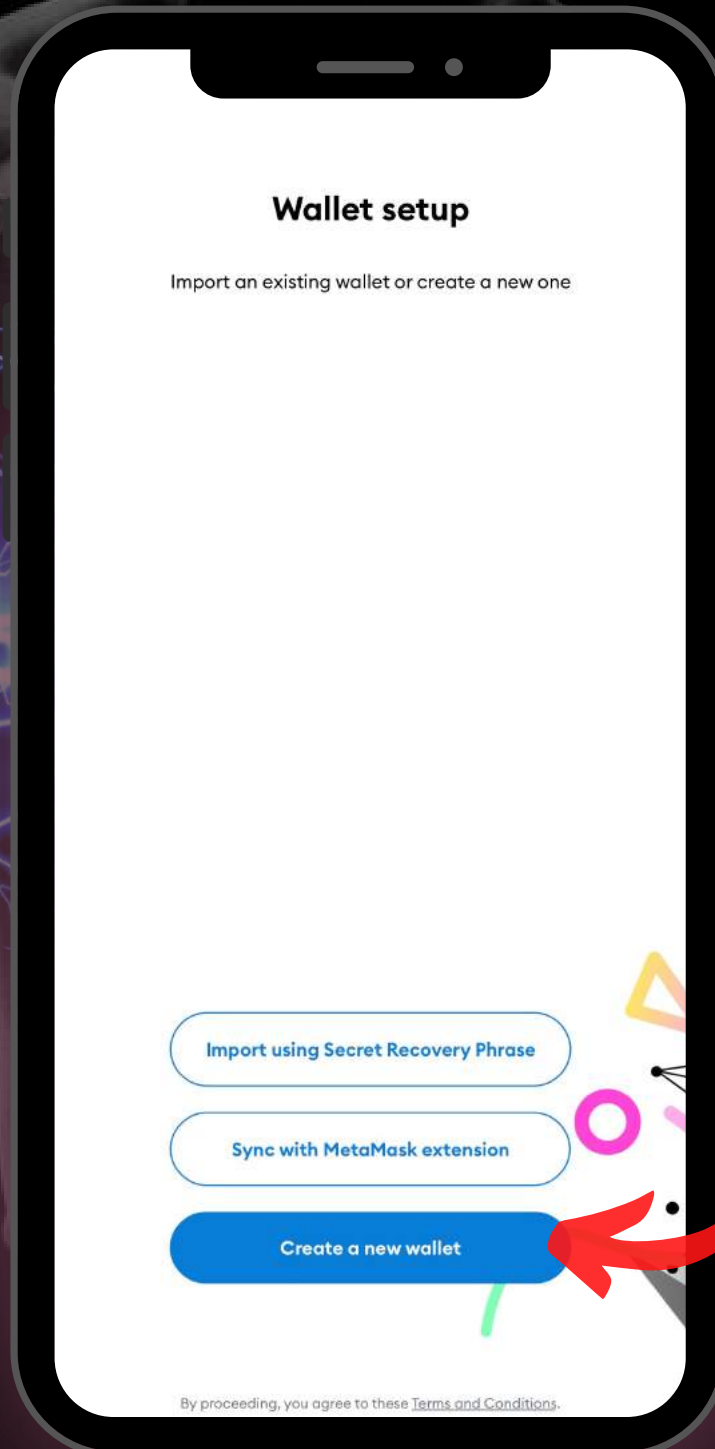 Wallet setup
Import an existing wallet or create a new one
Import using Secret Recovery Phrase
Sync with MetaMask extension
Create a new wallet
By proceeding, you agree to these Terms and Conditions.